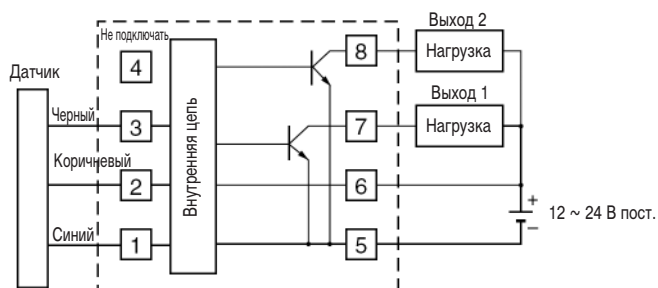 Не подключать
4
8
Выход 2
Нагрузка
Датчик
Черный
3
7
Выход 1
Нагрузка
Коричневый
2
Внутренняя цепь
6
+
12 ~ 24 В пост.
−
Синий
1
5